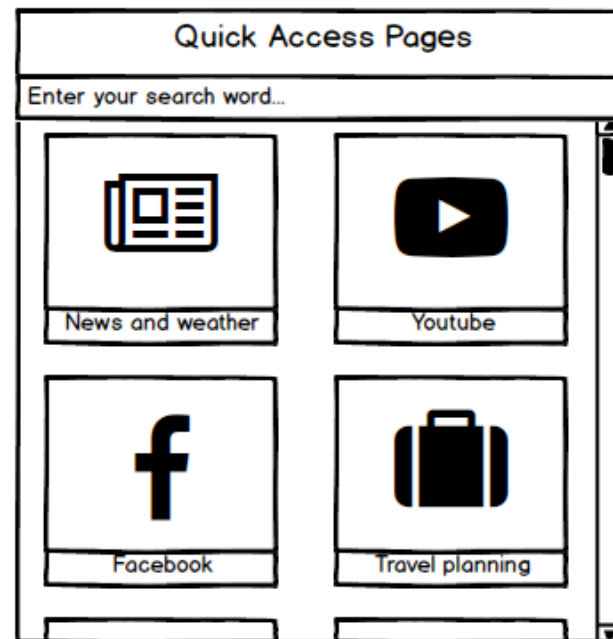 Quick Access Pages
Enter your search word...
News and weather
Youtube
Facebook
Travel planning